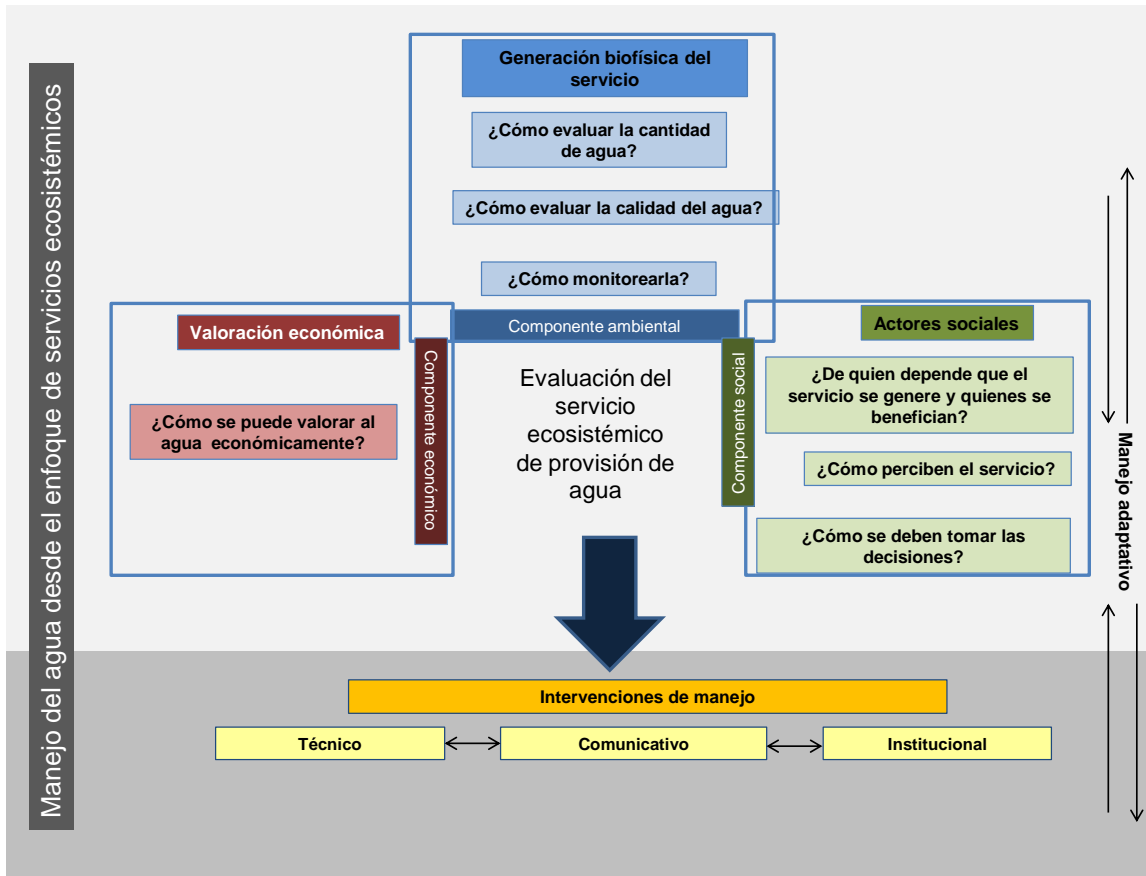 Manejo del agua desde el enfoque de servicios ecosistémicos
Generación biofísica del
servicio
¿Cómo evaluar la cantidad
de agua?
¿Cómo evaluar la calidad del agua?
¿Cómo monitorearla?
Componente ambiental
Valoración económica
¿Cómo se puede valorar al
agua económicamente?
Componente económico
Evaluación del
servicio
ecosistémico
de provisión de
agua
Componente social
Actores sociales
¿De quien depende que el
servicio se genere y quienes se
benefician?
¿Cómo perciben el servicio?
¿Cómo se deben tomar las
decisiones?
Manejo adaptativo
Intervenciones de manejo
Técnico
Comunicativo
Institucional